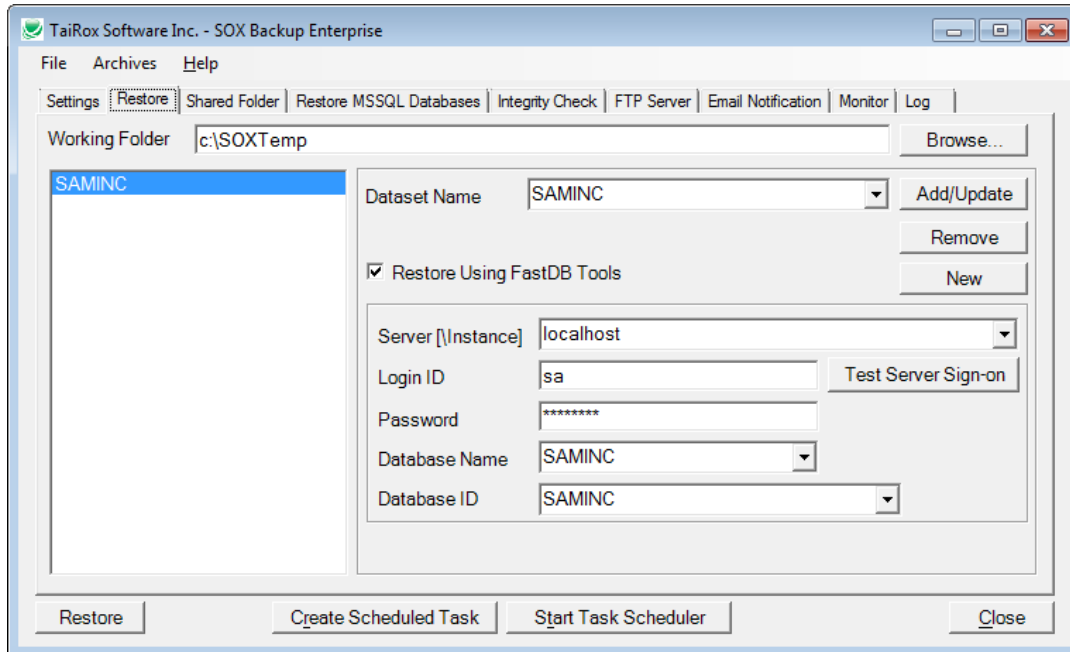 TaiRox Software Inc. - SOX Backup Enterprise
File Archives Help
Settings Restore Shared Folder Restore MSSQL Databases Integrity Check FTP Server Email Notification Monitor Log
Working Folder c:\SOXTemp Browse...
SAMINC
Dataset Name SAMINC Add/Update
Remove
Restore Using FastDB Tools New
Server [\Instance] localhost
Login ID sa Test Server Sign-on
Password ********
Database Name SAMINC
Database ID SAMINC
Restore Create Scheduled Task Start Task Scheduler Close